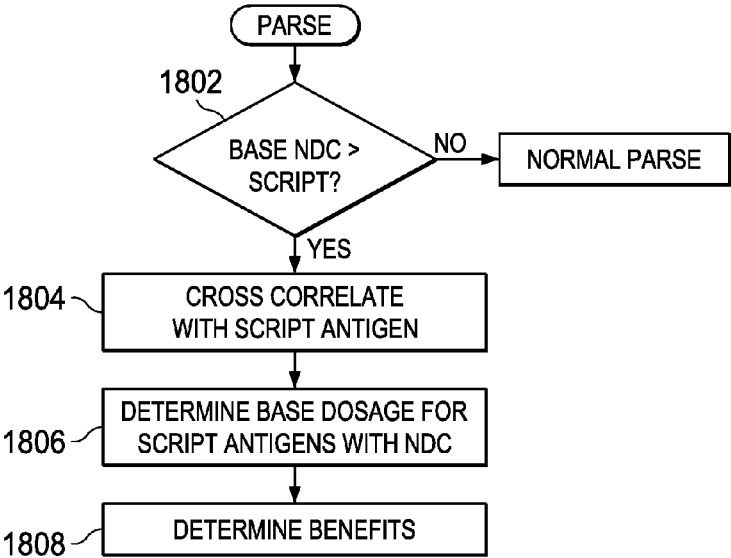 PARSE
1802
BASE NDC >
SCRIPT?
NO
NORMAL PARSE
YES
1804
CROSS CORRELATE
WITH SCRIPT ANTIGEN
1806
DETERMINE BASE DOSAGE FOR
SCRIPT ANTIGENS WITH NDC
1808
DETERMINE BENEFITS